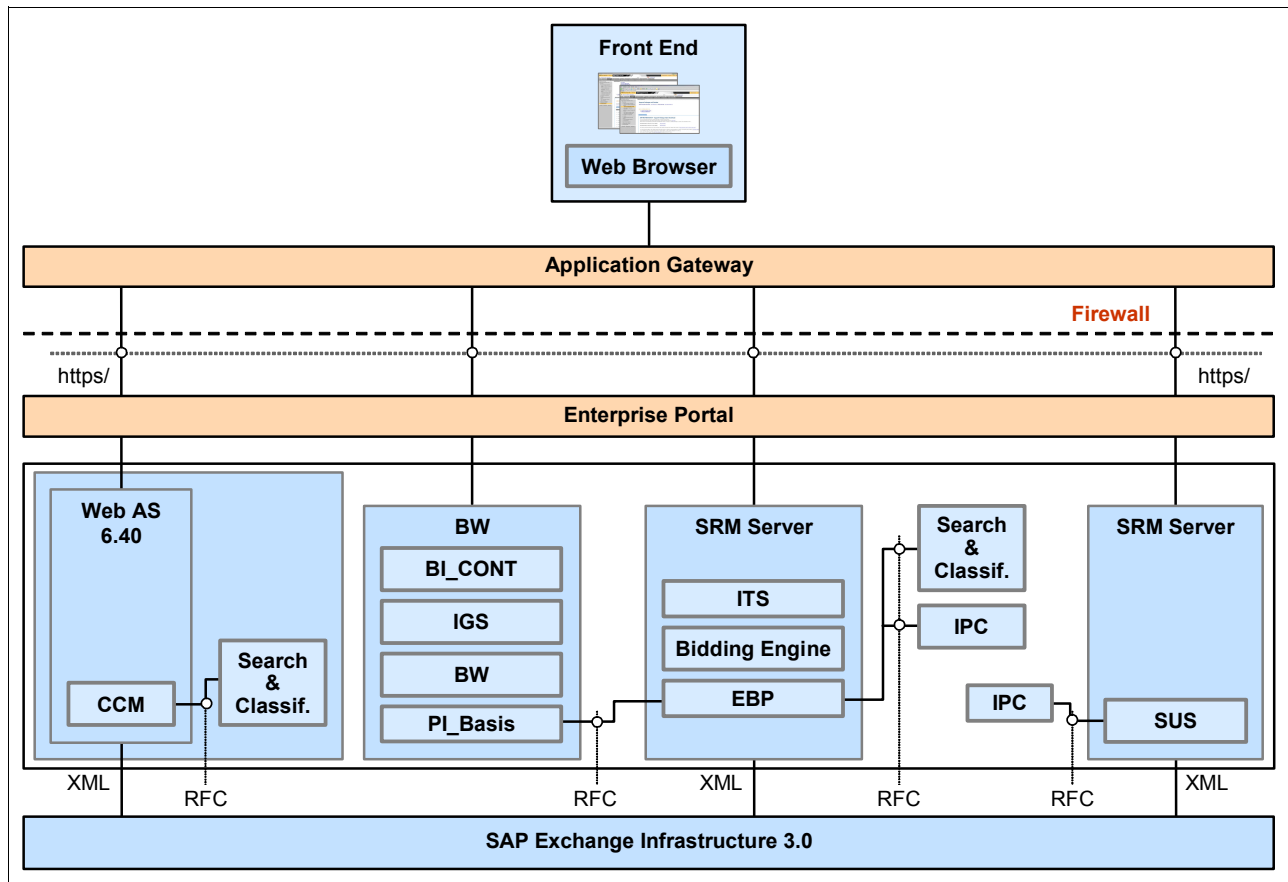 Front End
Web Browser
Application Gateway
Firewall
https/
https/
Enterprise Portal
Web AS
6.40
CCM
Search
&
Classif.
BW
BI_CONT
IGS
BW
PI_Basis
SRM Server
ITS
Bidding Engine
EBP
Search
&
Classif.
IPC
IPC
SRM Server
SUS
XML
RFC
RFC
XML
RFC
RFC
XML
SAP Exchange Infrastructure 3.0